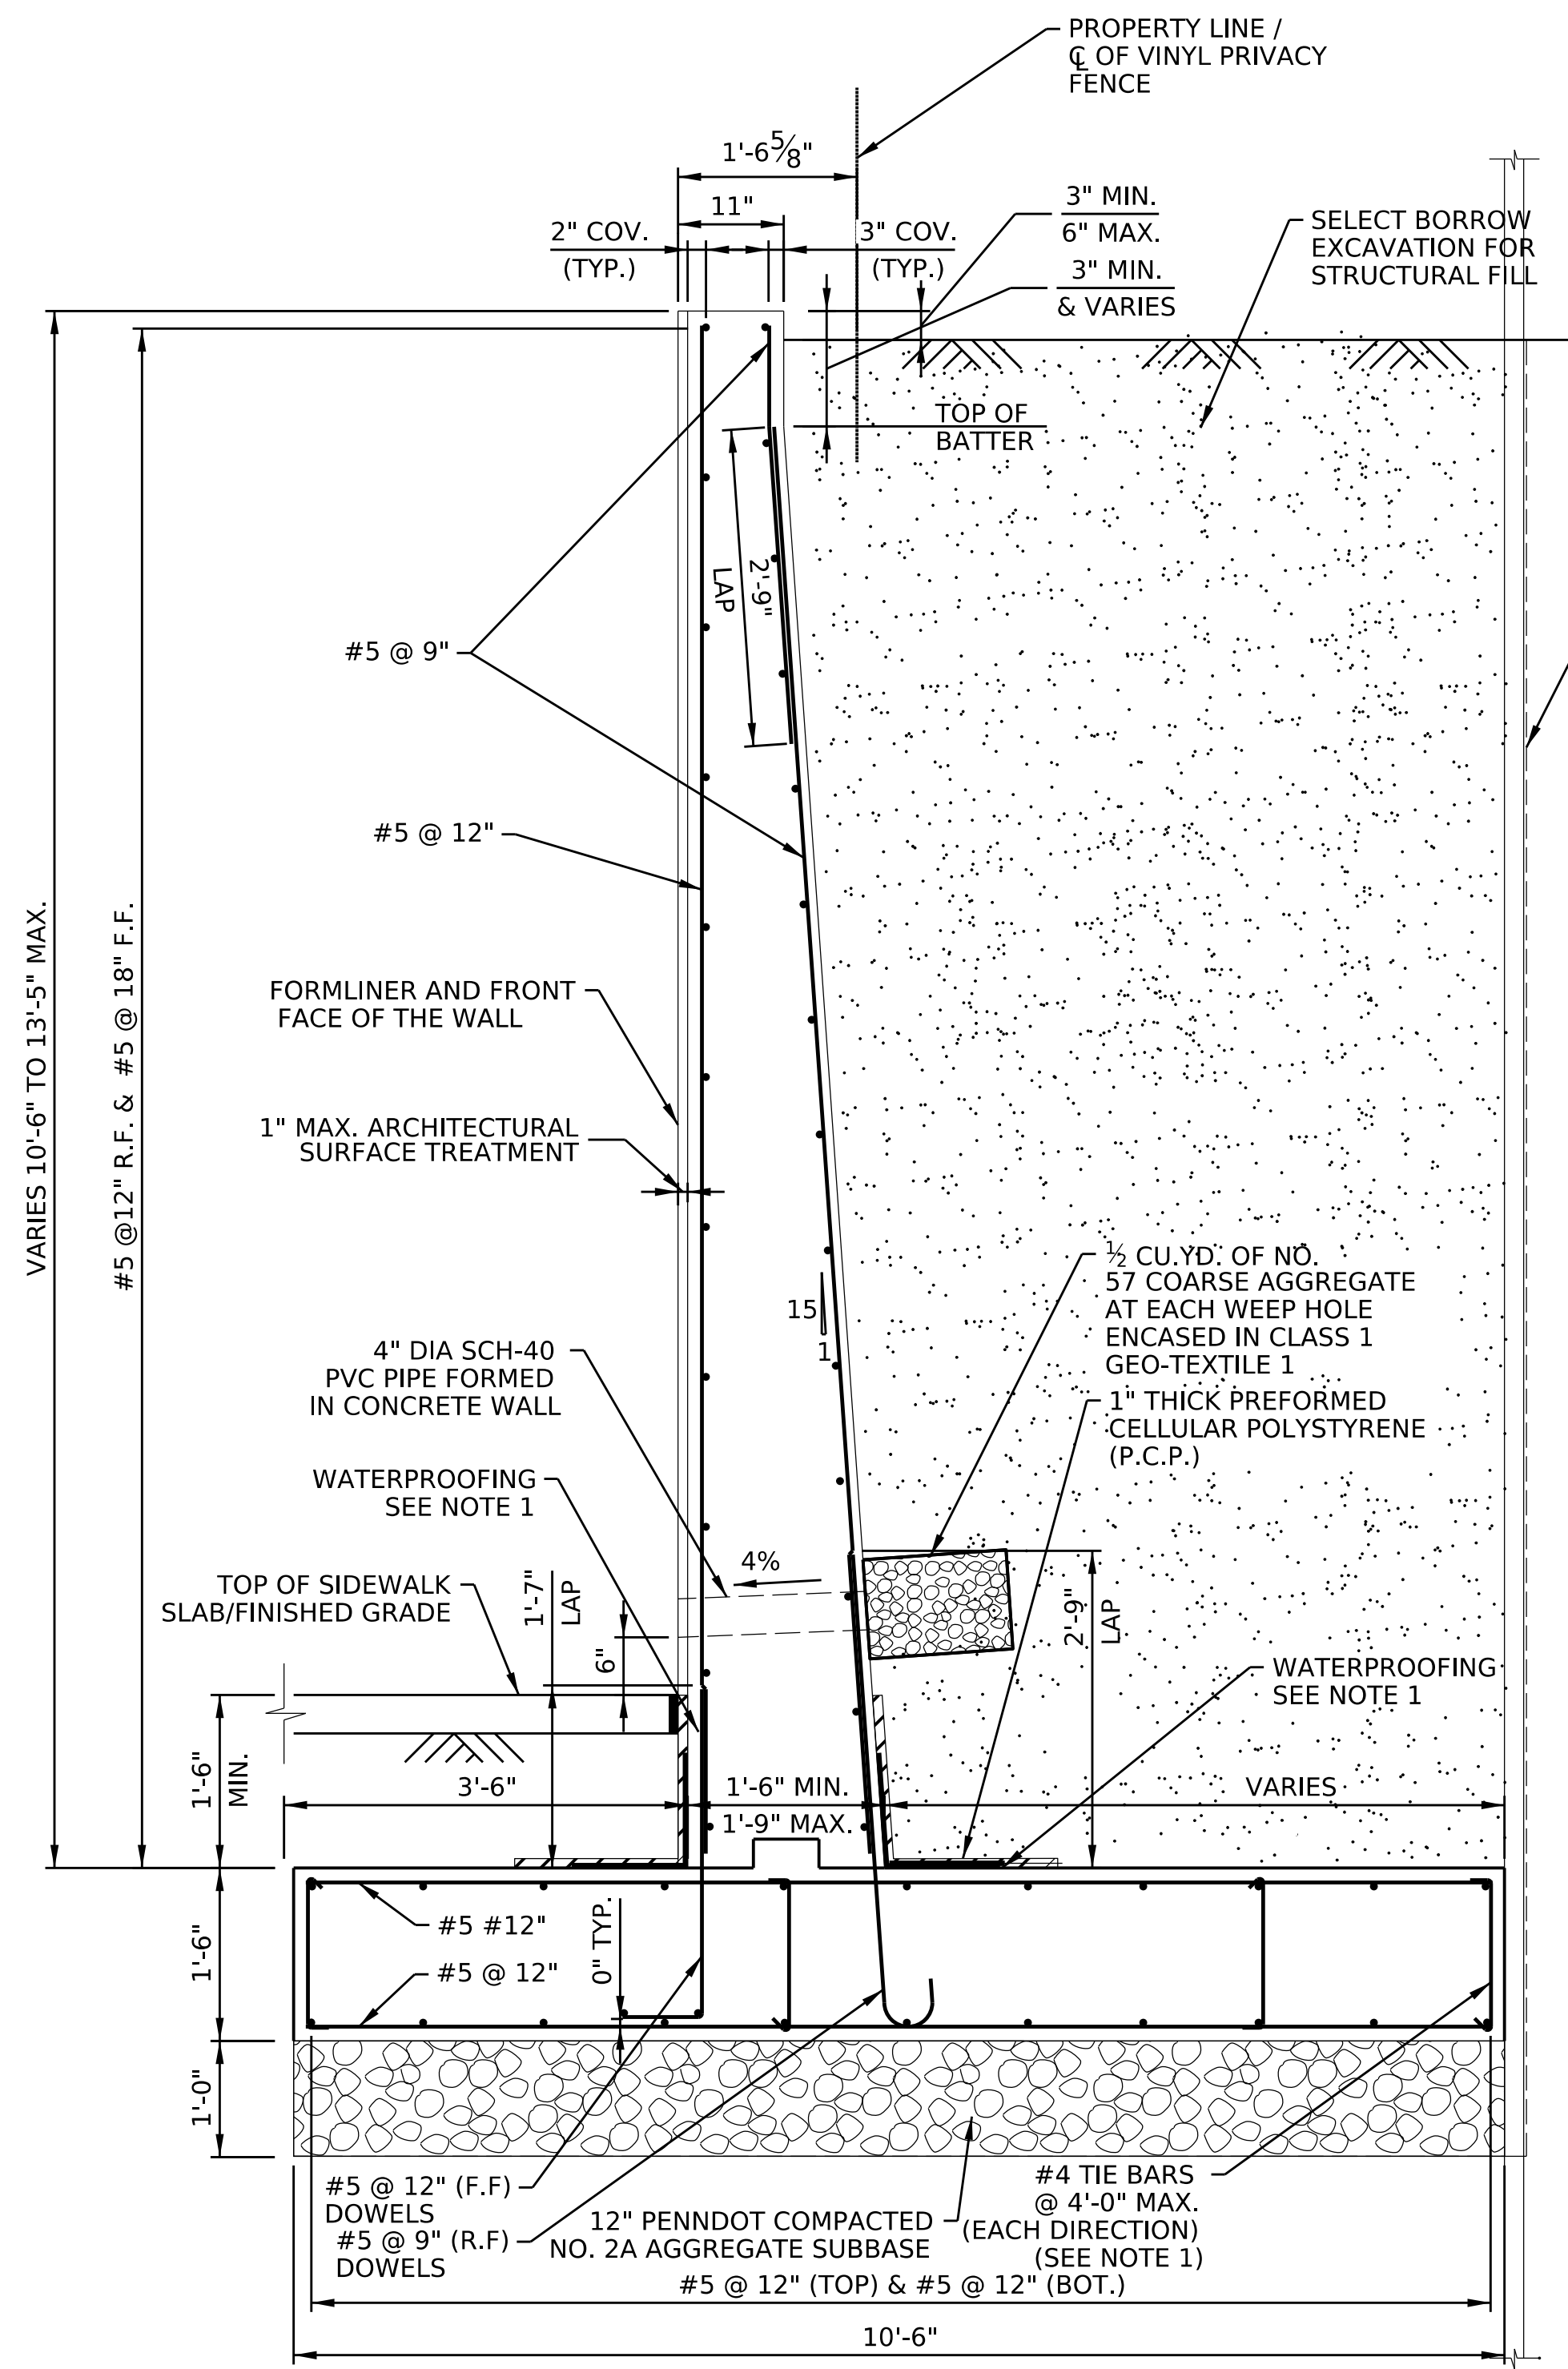 PROPERTY LINE /
℄ OF VINYL PRIVACY
FENCE
1'-6⅝"
11"
2" COV.
(TYP.)
3" COV.
(TYP.)
3" MIN.
6" MAX.
3" MIN.
& VARIES
SELECT BORROW
EXCAVATION FOR
STRUCTURAL FILL
TOP OF
BATTER
2'-9"
LAP
#5 @ 9"
#5 @ 12"
VARIES 10'-6" TO 13'-5" MAX.
#5 @12" R.F. & #5 @ 18" F.F.
FORMLINER AND FRONT
FACE OF THE WALL
1" MAX. ARCHITECTURAL
SURFACE TREATMENT
15
1
½ CU.YD. OF NO.
57 COARSE AGGREGATE
AT EACH WEEP HOLE
ENCASED IN CLASS 1
GEO-TEXTILE 1
4" DIA SCH-40
PVC PIPE FORMED
IN CONCRETE WALL
1" THICK PREFORMED
CELLULAR POLYSTYRENE
(P.C.P.)
WATERPROOFING
SEE NOTE 1
4%
TOP OF SIDEWALK
SLAB/FINISHED GRADE
1'-7"
LAP
6"
2'-9"
LAP
WATERPROOFING
SEE NOTE 1
1'-6"
MIN.
3'-6"
1'-6" MIN.
1'-9" MAX.
VARIES
#5 #12"
#5 @ 12"
0" TYP.
1'-6"
1'-0"
#5 @ 12" (F.F)
DOWELS
#5 @ 9" (R.F)
DOWELS
12" PENNDOT COMPACTED
NO. 2A AGGREGATE SUBBASE
#4 TIE BARS
@ 4'-0" MAX.
(EACH DIRECTION)
(SEE NOTE 1)
#5 @ 12" (TOP) & #5 @ 12" (BOT.)
10'-6"